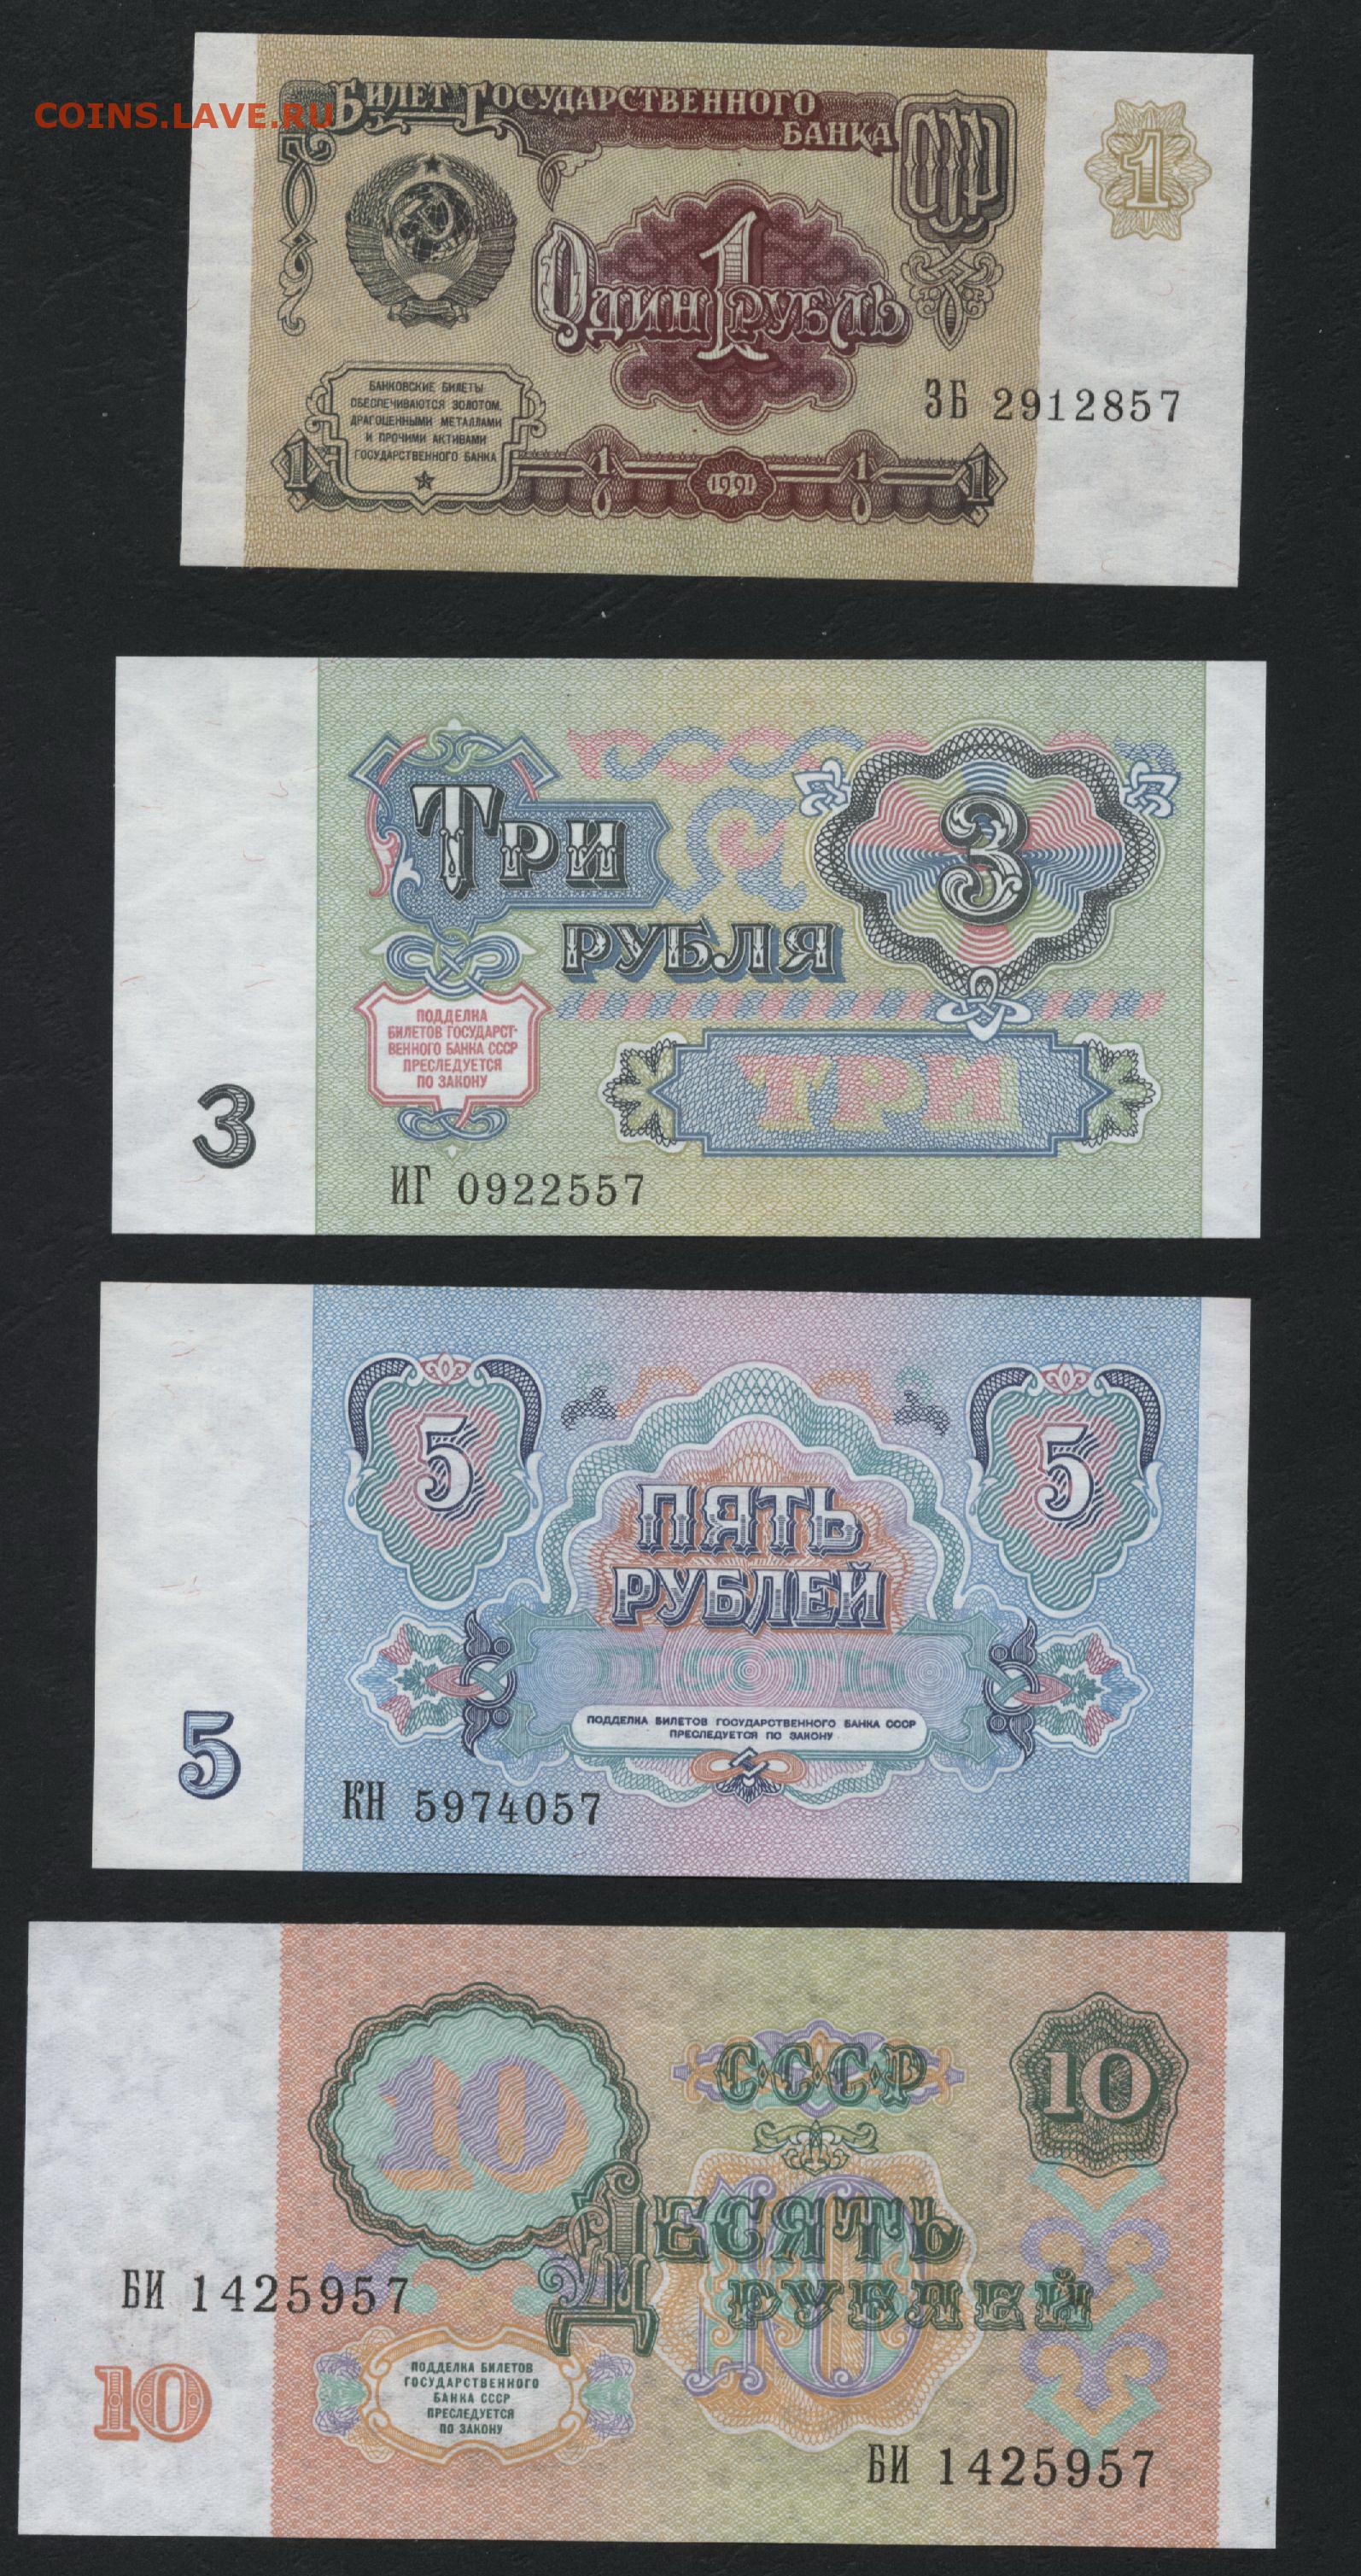 COINS.LAVE.RU
Билет Государственного
банка
СССР
1
Один 1 рубль
ЗБ 2912857
БАНКОВСКИЕ БИЛЕТЫ
ОБЕСПЕЧИВАЮТСЯ ЗОЛОТОМ,
ДРАГОЦЕННЫМИ МЕТАЛЛАМИ
И ПРОЧИМИ АКТИВАМИ
ГОСУДАРСТВЕННОГО БАНКА
1 1 1991 1 1
Три
3
РУБЛЯ
ПОДДЕЛКА
БИЛЕТОВ ГОСУДАРСТ-
ВЕННОГО БАНКА СССР
ПРЕСЛЕДУЕТСЯ
ПО ЗАКОНУ
ТРИ
3
ИГ 0922557
5
5
ПЯТЬ
РУБЛЕЙ
ПЯТЬ
ПОДДЕЛКА БИЛЕТОВ ГОСУДАРСТВЕННОГО БАНКА СССР
ПРЕСЛЕДУЕТСЯ ПО ЗАКОНУ
5
КН 5974057
10
СССР
10
Десять
рублей
10
БИ 1425957
10
ПОДДЕЛКА БИЛЕТОВ
ГОСУДАРСТВЕННОГО
БАНКА СССР
ПРЕСЛЕДУЕТСЯ
ПО ЗАКОНУ
БИ 1425957